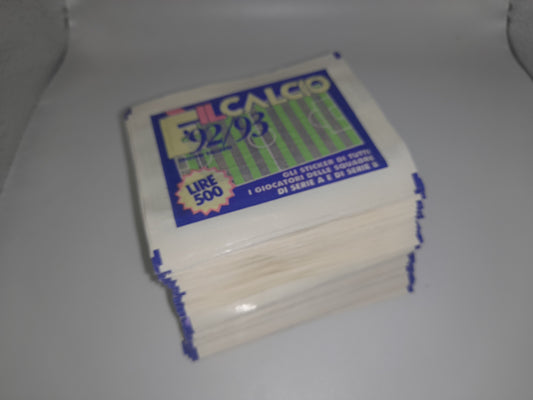 IL CALCIO
'92/93
LIRE
500
GLI STICKER DI TUTTI
I GIOCATORI DELLE SQUADRE
DI SERIE A E DI SERIE B